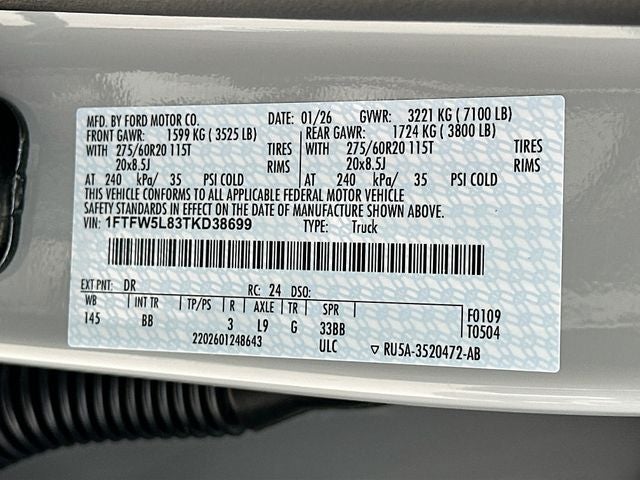 MFD. BY FORD MOTOR CO. DATE: 01/26 GVWR: 3221 KG ( 7100 LB)
FRONT GAWR: 1599 KG ( 3525 LB) REAR GAWR: 1724 KG ( 3800 LB)
WITH 275/60R20 115T TIRES WITH 275/60R20 115T TIRES
20x8.5J RIMS 20x8.5J RIMS
AT 240 kPa/ 35 PSI COLD AT 240 kPa/ 35 PSI COLD
THIS VEHICLE CONFORMS TO ALL APPLICABLE FEDERAL MOTOR VEHICLE
SAFETY STANDARDS IN EFFECT ON THE DATE OF MANUFACTURE SHOWN ABOVE.
VIN: 1FTFW5L83TKD38699 TYPE: Truck
EXT PNT: DR RC: 24 DSO:
WB INT TR TP/PS R AXLE TR SPR F0109
145 BB 3 L9 G 33BB T0504
2202601248643 ULC ▽ RU5A-3520472-AB